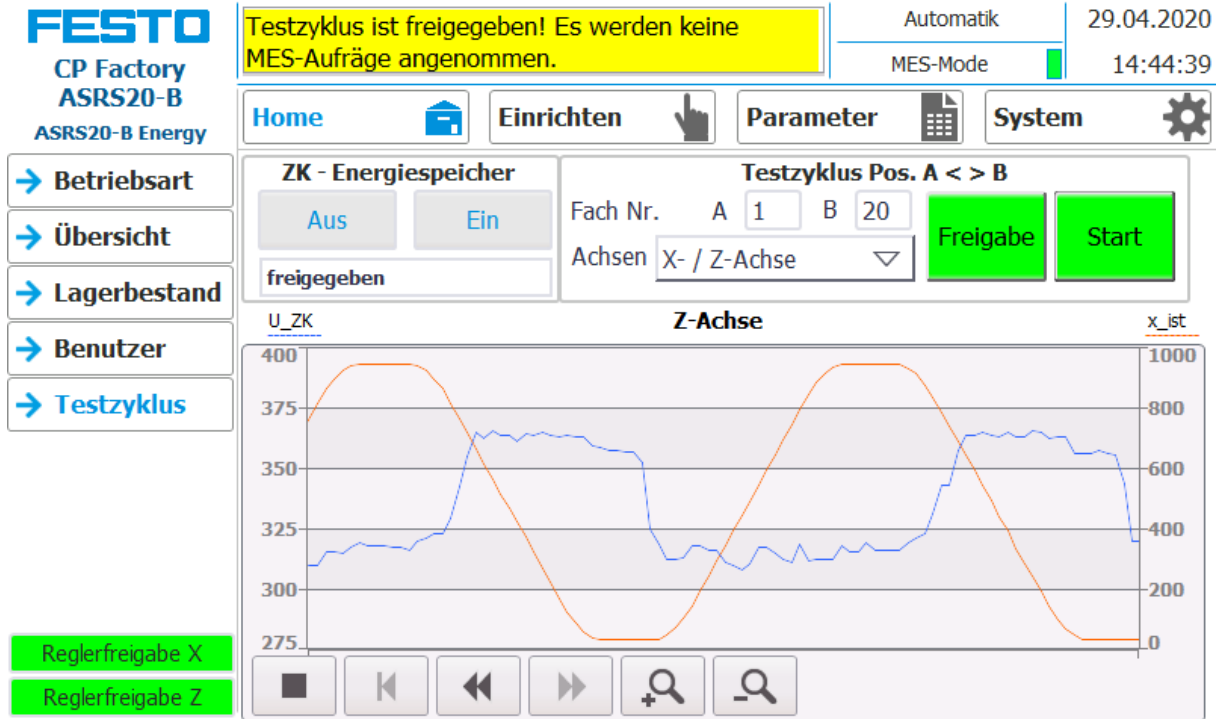 FESTO
CP Factory
ASRS20-B
ASRS20-B Energy
Testzyklus ist freigegeben! Es werden keine
MES-Aufräge angenommen.
Automatik
MES-Mode
29.04.2020
14:44:39
Home
Einrichten
Parameter
System
Betriebsart
Übersicht
Lagerbestand
Benutzer
Testzyklus
Reglerfreigabe X
Reglerfreigabe Z
ZK - Energiespeicher
Aus
Ein
freigegeben
Testzyklus Pos. A < > B
Fach Nr. A 1 B 20
Achsen X- / Z-Achse
Freigabe
Start
U_ZK
Z-Achse
x_ist
400
375
350
325
300
275
1000
800
600
400
200
0